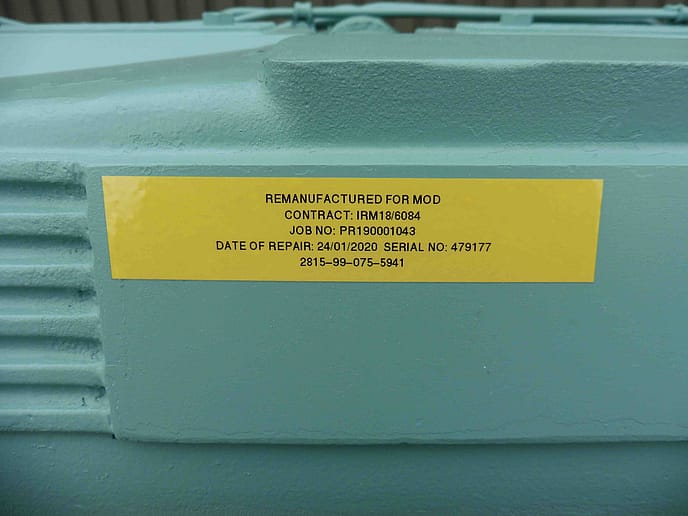 REMANUFACTURED FOR MOD
CONTRACT: IRM18/6084
JOB NO: PR190001043
DATE OF REPAIR: 24/01/2020 SERIAL NO: 479177
2815–99–075–5941